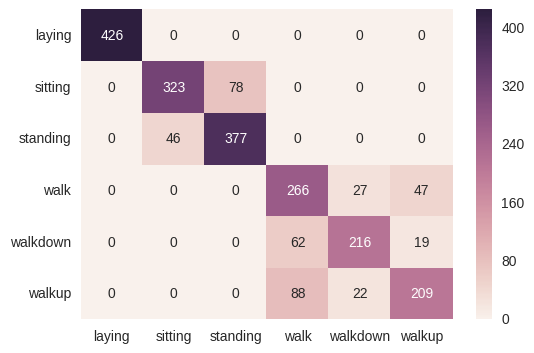 laying 426 0 0 0 0 0
sitting 0 323 78 0 0 0
standing 0 46 377 0 0 0
walk 0 0 0 266 27 47
walkdown 0 0 0 62 216 19
walkup 0 0 0 88 22 209
laying sitting standing walk walkdown walkup
400
320
240
160
80
0